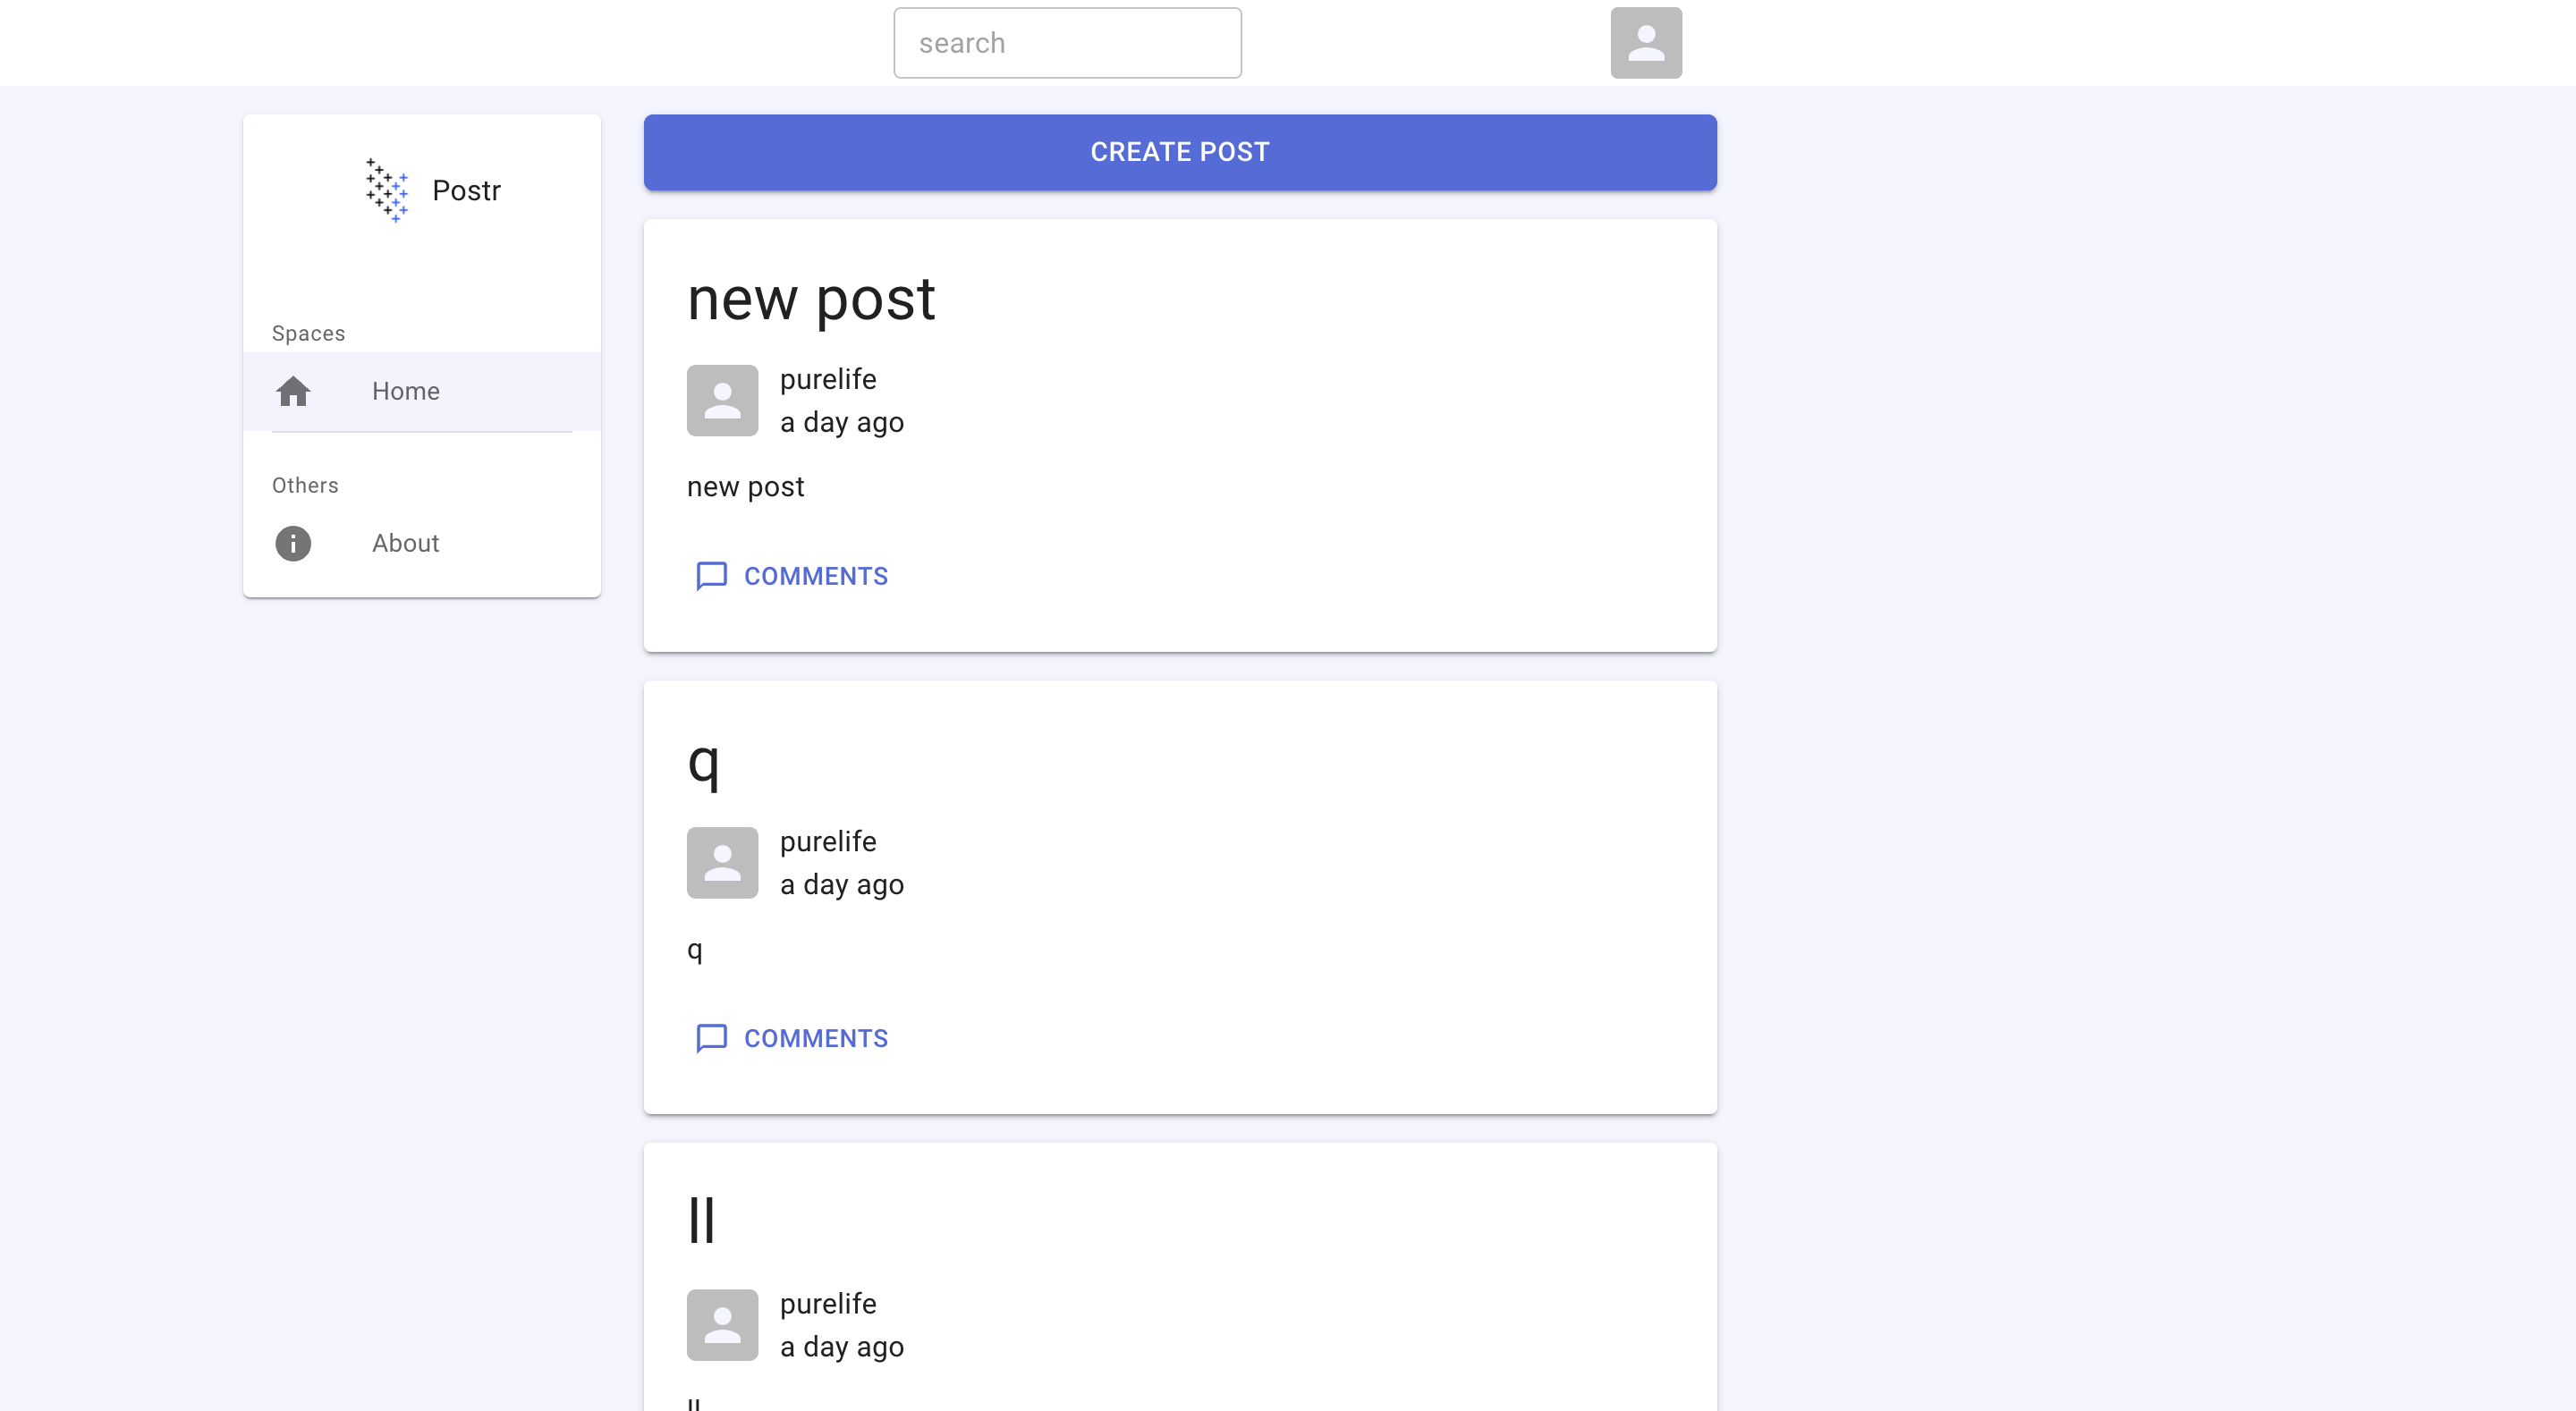 search
Postr
Spaces
Home
Others
About
CREATE POST
new post
purelife
a day ago
new post
COMMENTS
q
purelife
a day ago
q
COMMENTS
ll
purelife
a day ago
ll